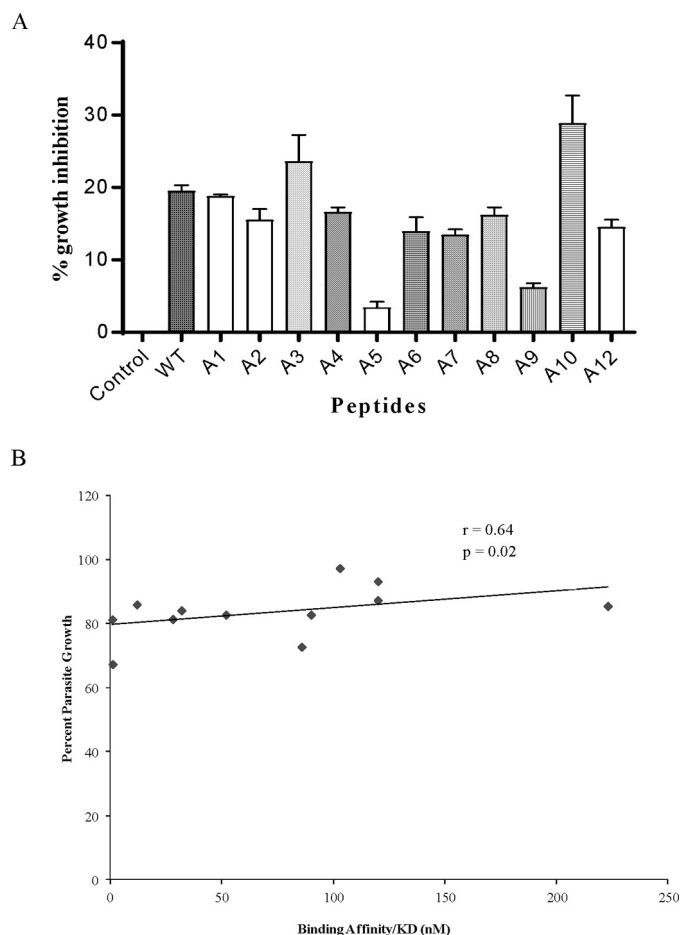 A
40
30
20
10
0
% growth inhibition
Control WT A1 A2 A3 A4 A5 A6 A7 A8 A9 A10 A12
Peptides
B
120
100
80
60
40
20
0
Percent Parasite Growth
r = 0.64
p = 0.02
0 50 100 150 200 250
Binding Affinity/KD (nM)